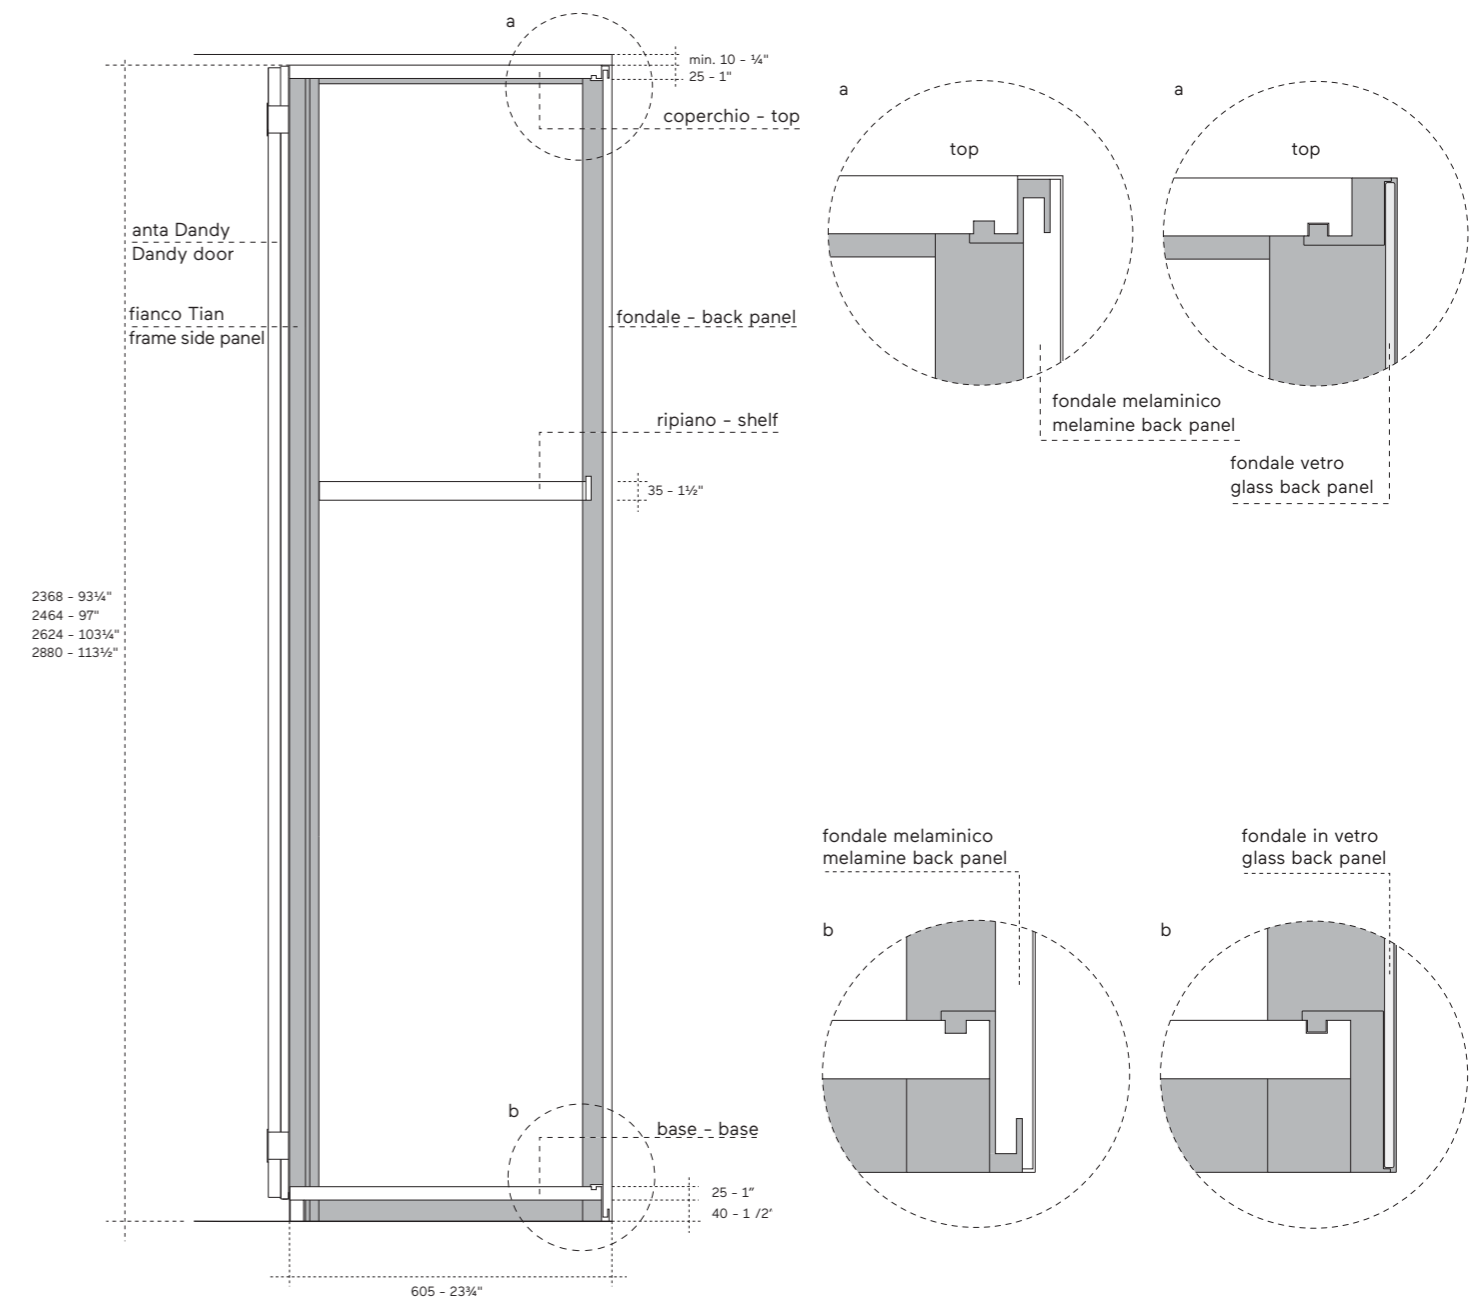 a
min. 10 - ¼"
25 - 1"
coperchio - top
anta Dandy
Dandy door
fianco Tian
frame side panel
fondale - back panel
ripiano - shelf
35 - 1½"
2368 - 93¼"
2464 - 97"
2624 - 103¼"
2880 - 113½"
b
base - base
25 - 1"
40 - 1 /2'
605 - 23¾"
a
top
fondale melaminico
melamine back panel
a
top
fondale vetro
glass back panel
fondale melaminico
melamine back panel
b
fondale in vetro
glass back panel
b